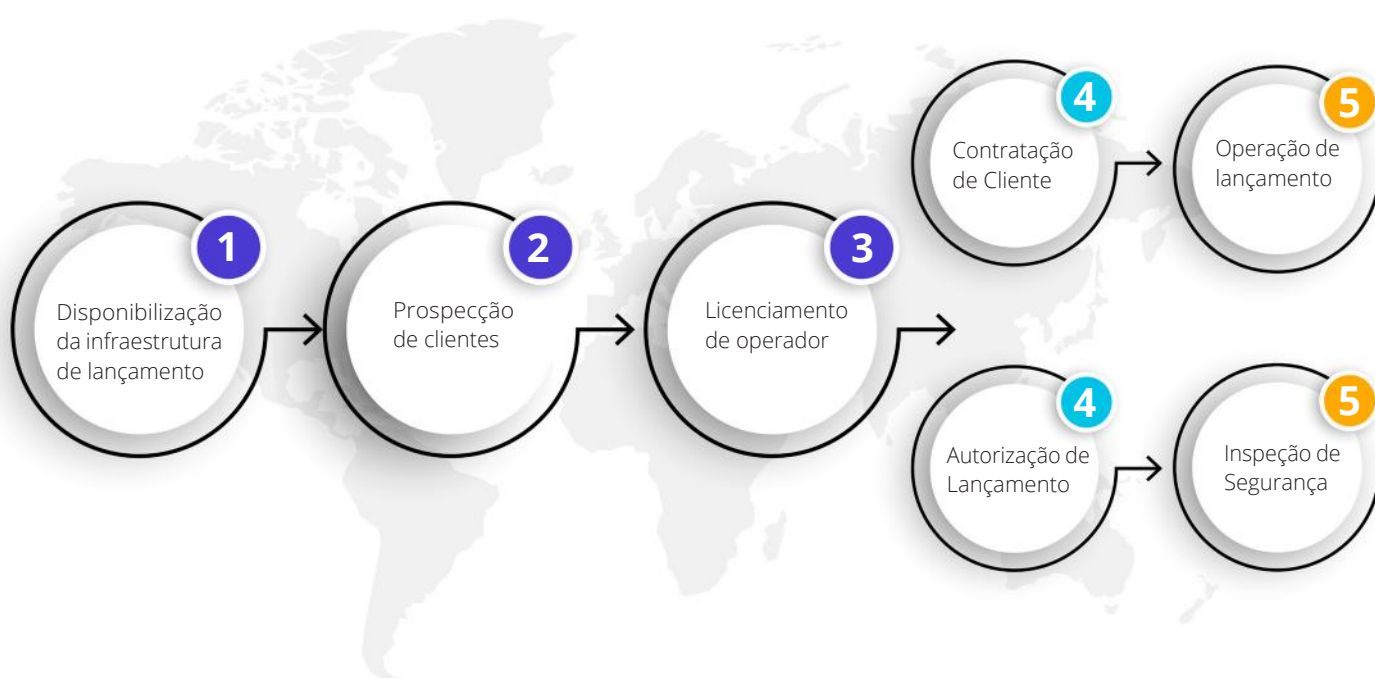 1
Disponibilização
da infraestrutura
de lançamento
2
Prospecção
de clientes
3
Licenciamento
de operador
4
Contratação
de Cliente
5
Operação de
lançamento
4
Autorização de
Lançamento
5
Inspeção de
Segurança